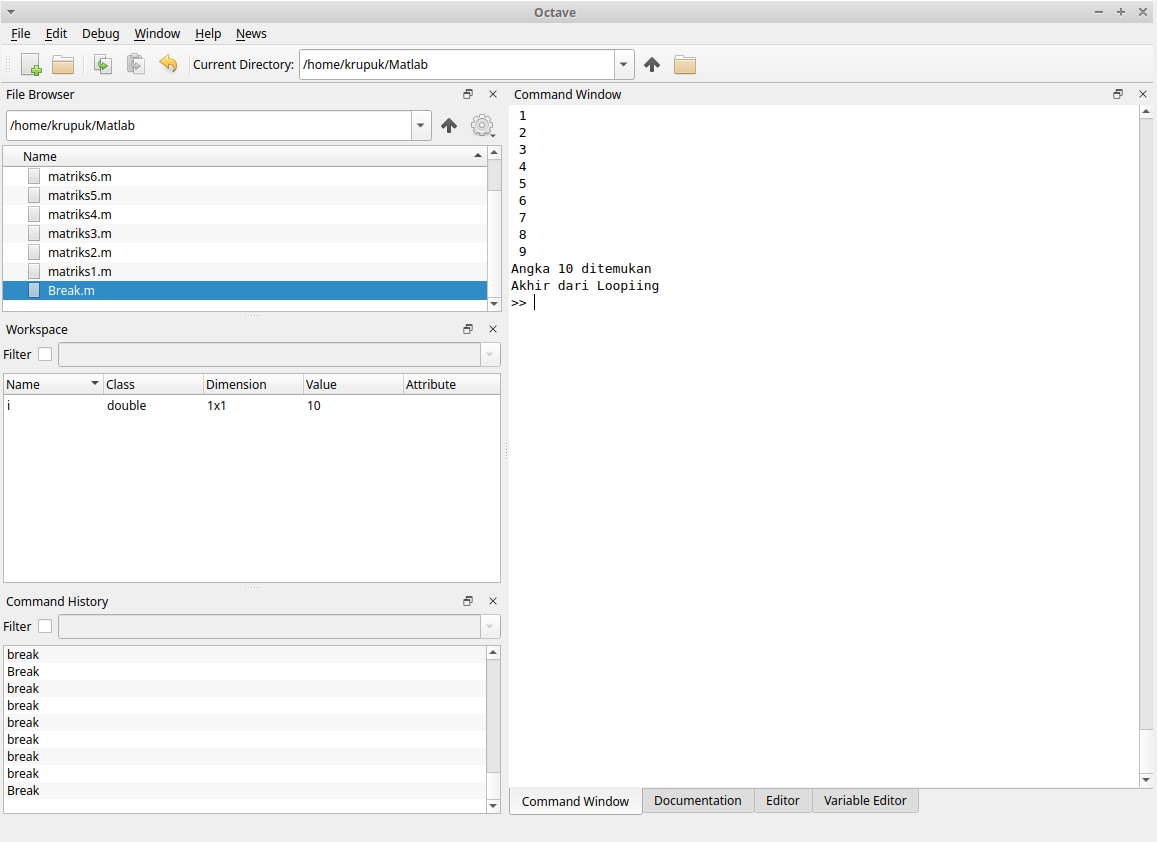 Octave
File Edit Debug Window Help News
Current Directory: /home/krupuk/Matlab
File Browser
/home/krupuk/Matlab
Name
matriks6.m
matriks5.m
matriks4.m
matriks3.m
matriks2.m
matriks1.m
Break.m
Workspace
Filter
Name Class Dimension Value Attribute
i double 1x1 10
Command History
Filter
break
Break
break
break
break
break
break
break
Break
Command Window
1
2
3
4
5
6
7
8
9
Angka 10 ditemukan
Akhir dari Loopiing
>>
Command Window Documentation Editor Variable Editor